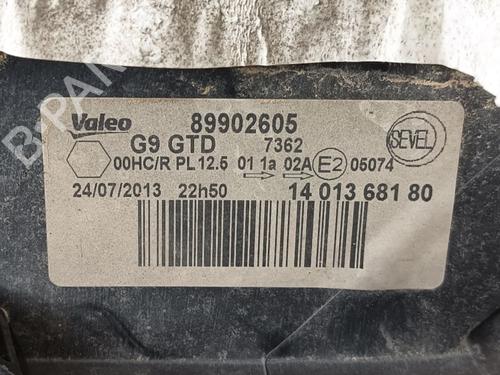 B-PARTS
Valeo 89902605
G9 GTD 7362 SEVEL
00HC/R PL 12.5 01 1a 02A E2 05074
24/07/2013 22h50 14 013 681 80